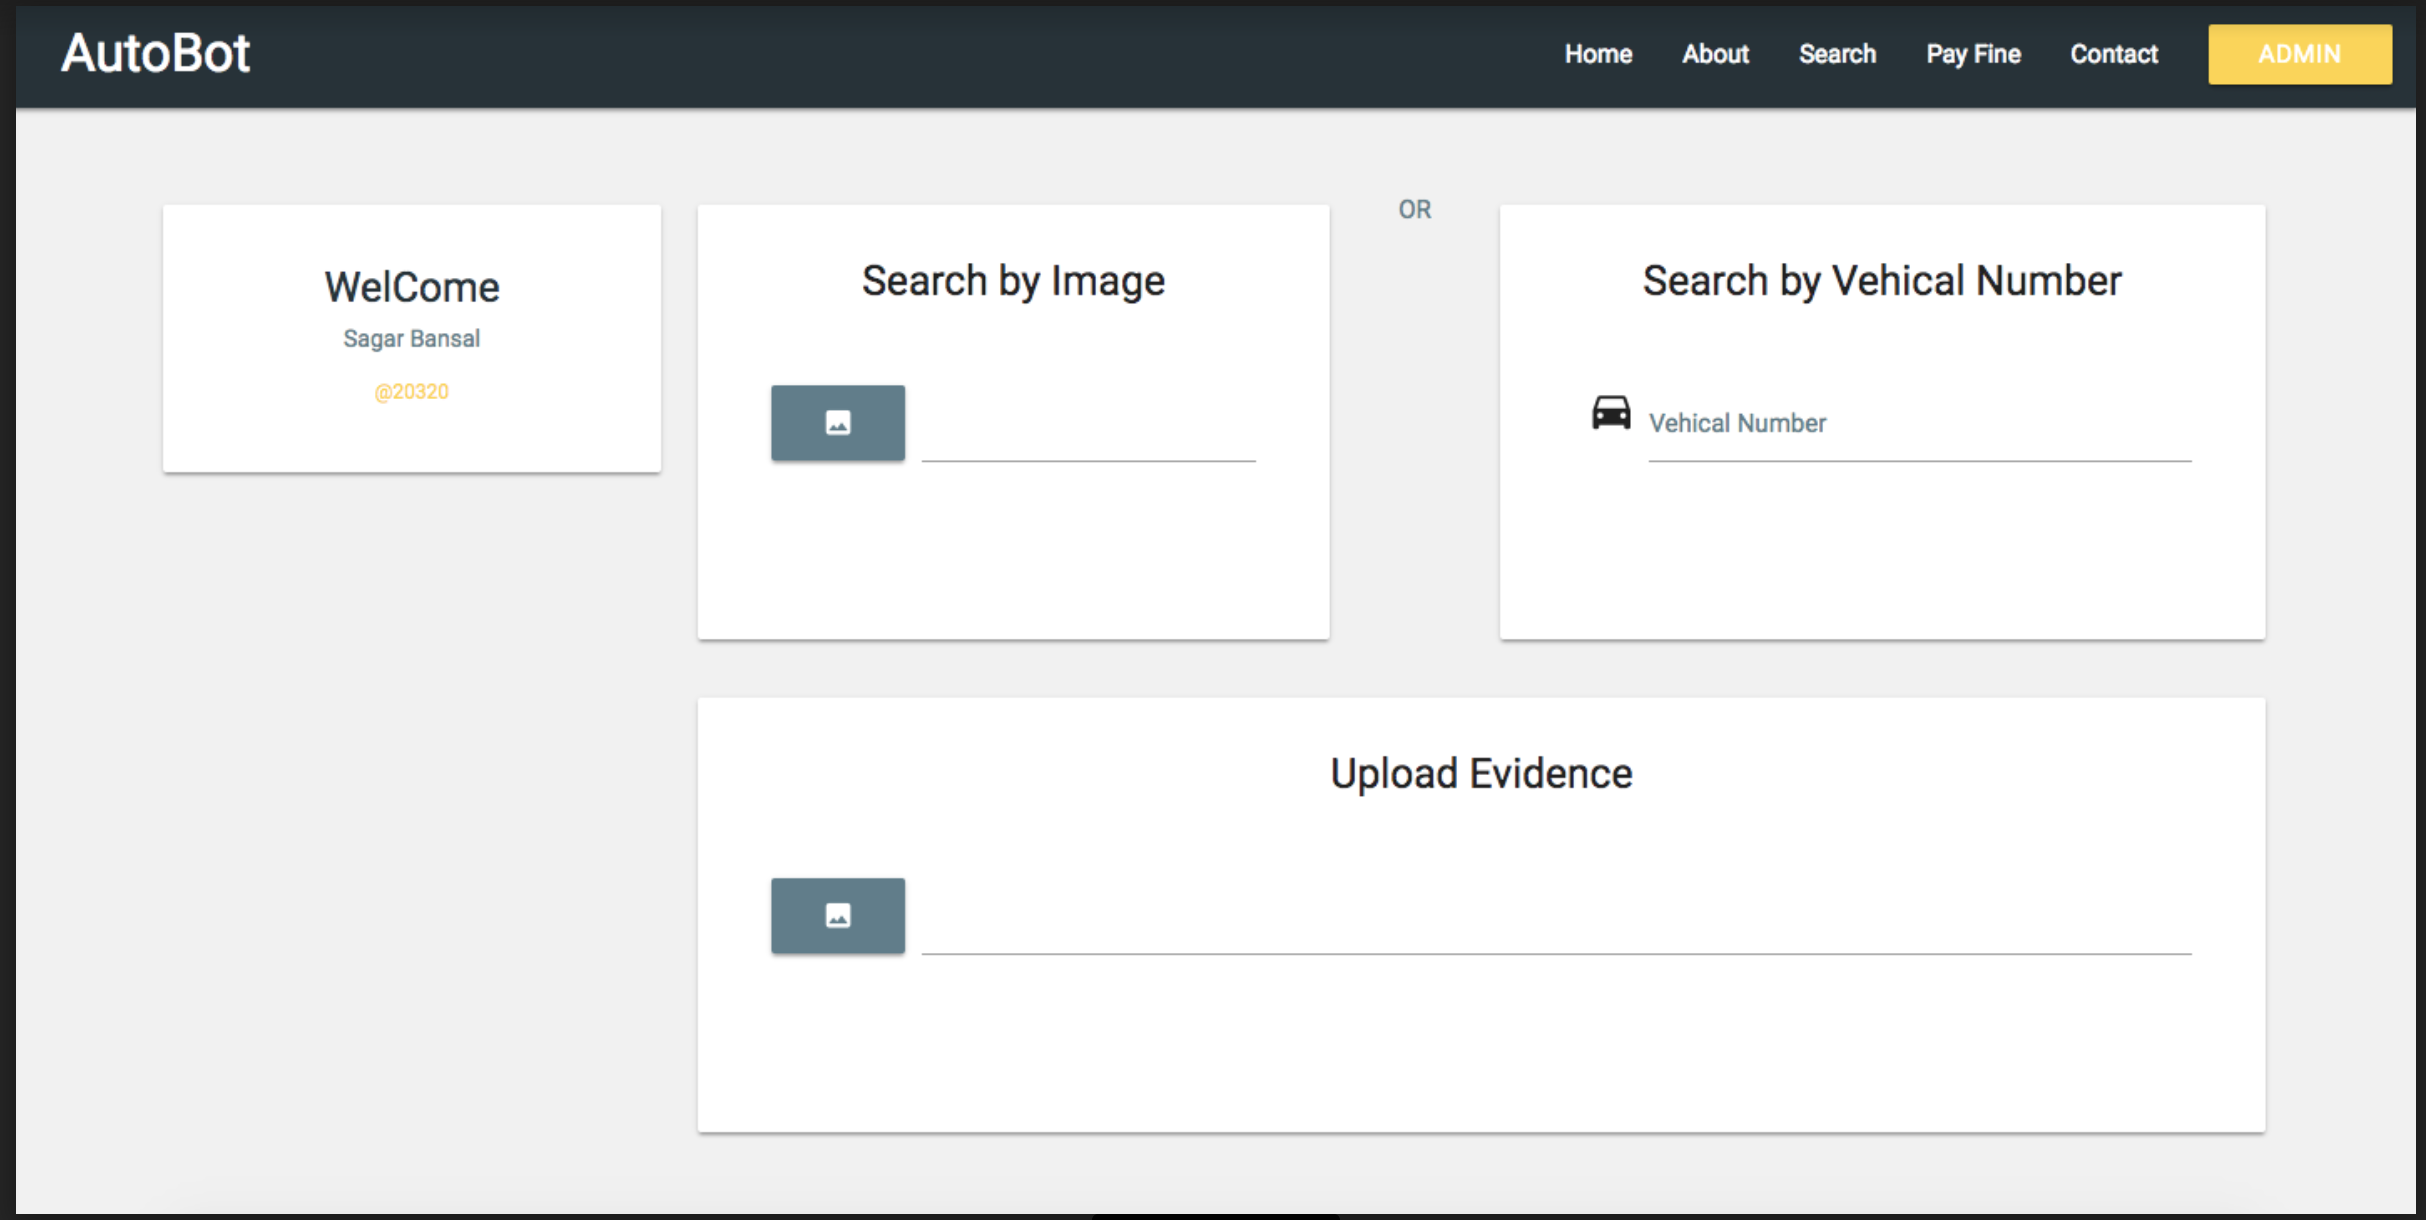 AutoBot
Home About Search Pay Fine Contact ADMIN
WelCome
Sagar Bansal
@20320
Search by Image
OR
Search by Vehical Number
Vehical Number
Upload Evidence